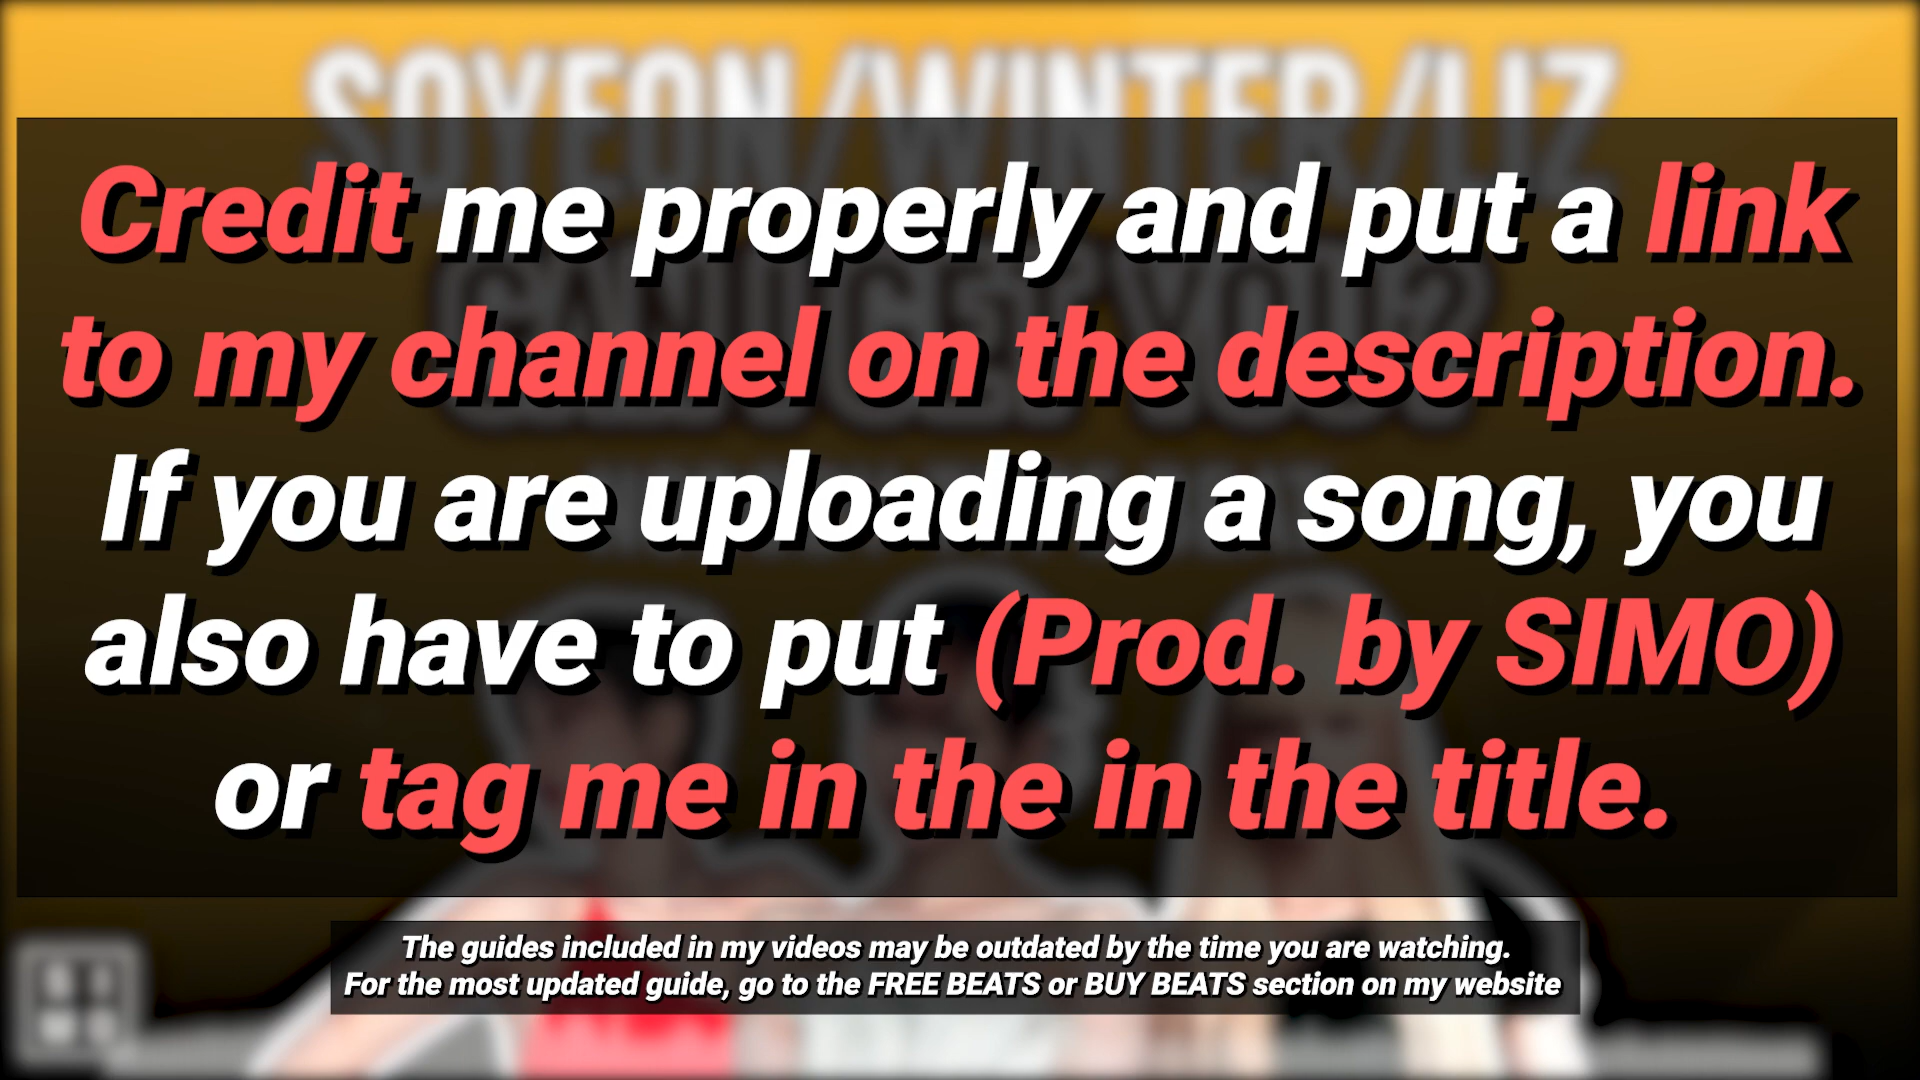 SOYEON/WINTER/LIZ
Credit me properly and put a link
to my channel on the description.
If you are uploading a song, you
also have to put (Prod. by SIMO)
or tag me in the in the title.
The guides included in my videos may be outdated by the time you are watching.
For the most updated guide, go to the FREE BEATS or BUY BEATS section on my website